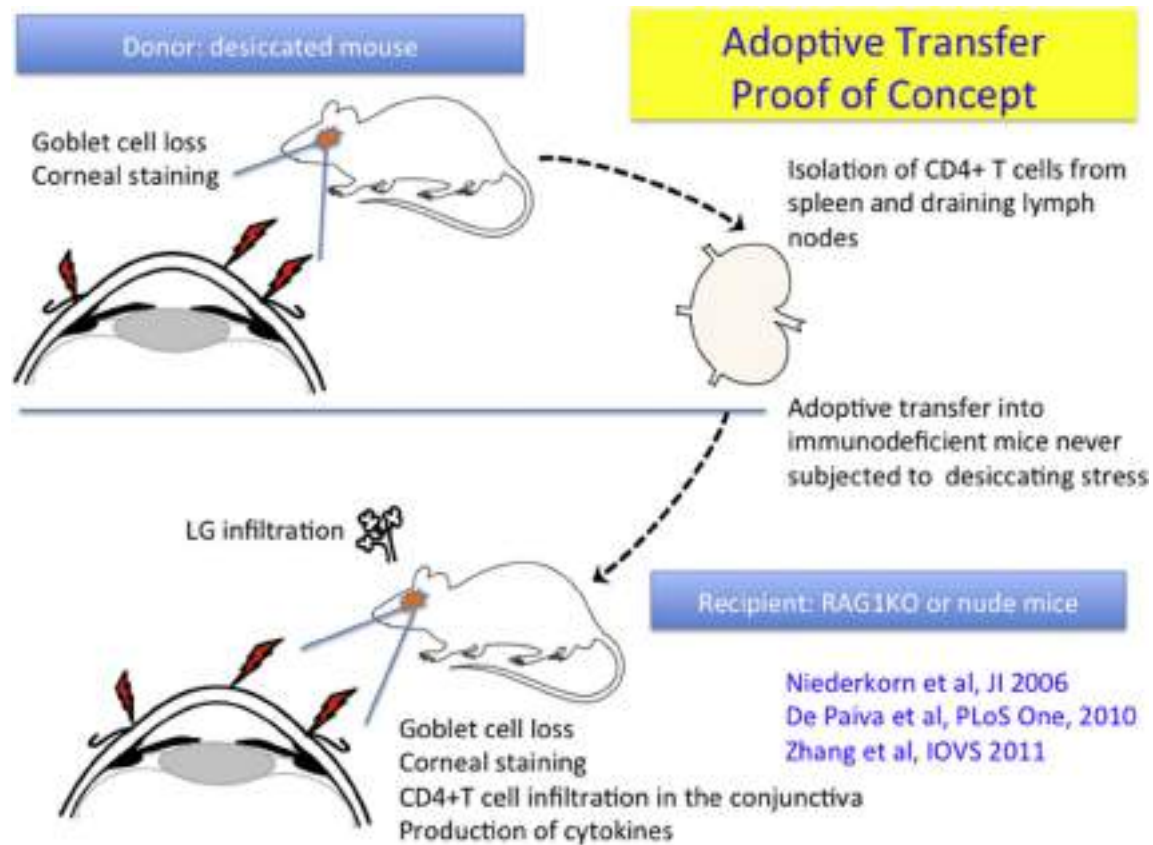 Donor: desiccated mouse
Adoptive Transfer
Proof of Concept
Goblet cell loss
Corneal staining
Isolation of CD4+ T cells from
spleen and draining lymph
nodes
Adoptive transfer into
immunodeficient mice never
subjected to desiccating stress
LG infiltration
Recipient: RAG1KO or nude mice
Niederkorn et al, JI 2006
De Paiva et al, PLoS One, 2010
Zhang et al, IOVS 2011
Goblet cell loss
Corneal staining
CD4+T cell infiltration in the conjunctiva
Production of cytokines